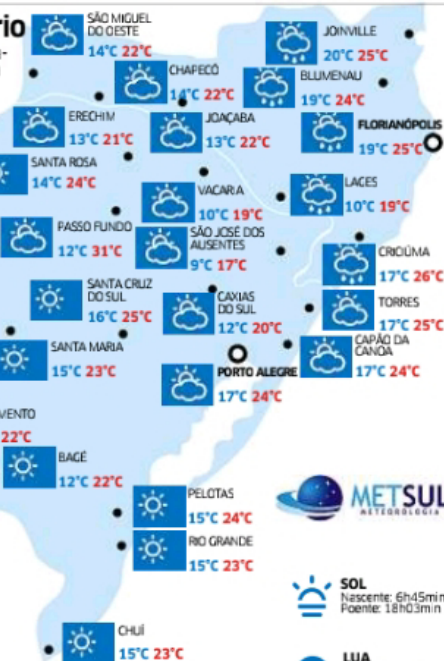 rio
SÃO MIGUEL
DO OESTE
14°C 22°C
JOINVILLE
20°C 25°C
CHAPECÓ
14°C 22°C
BLUMENAU
19°C 24°C
ERECHIM
13°C 21°C
JOAÇABA
13°C 22°C
FLORIANÓPOLIS
19°C 25°C
SANTA ROSA
14°C 24°C
VACARIA
10°C 19°C
LAGES
10°C 19°C
PASSO FUNDO
12°C 31°C
SÃO JOSÉ DOS
AUSENTES
9°C 17°C
CRICIÚMA
17°C 26°C
SANTA CRUZ
DO SUL
16°C 25°C
CAXIAS
DO SUL
12°C 20°C
TORRES
17°C 25°C
SANTA MARIA
15°C 23°C
CAPÃO DA
CANOA
17°C 24°C
PORTO ALEGRE
17°C 24°C
MENTO
22°C
BAGÉ
12°C 22°C
PELOTAS
15°C 24°C
METSUL
METEOROLOGIA
RIO GRANDE
15°C 23°C
SOL
Nascente: 6h45min
Poente: 18h03min
CHUÍ
15°C 23°C
LUA